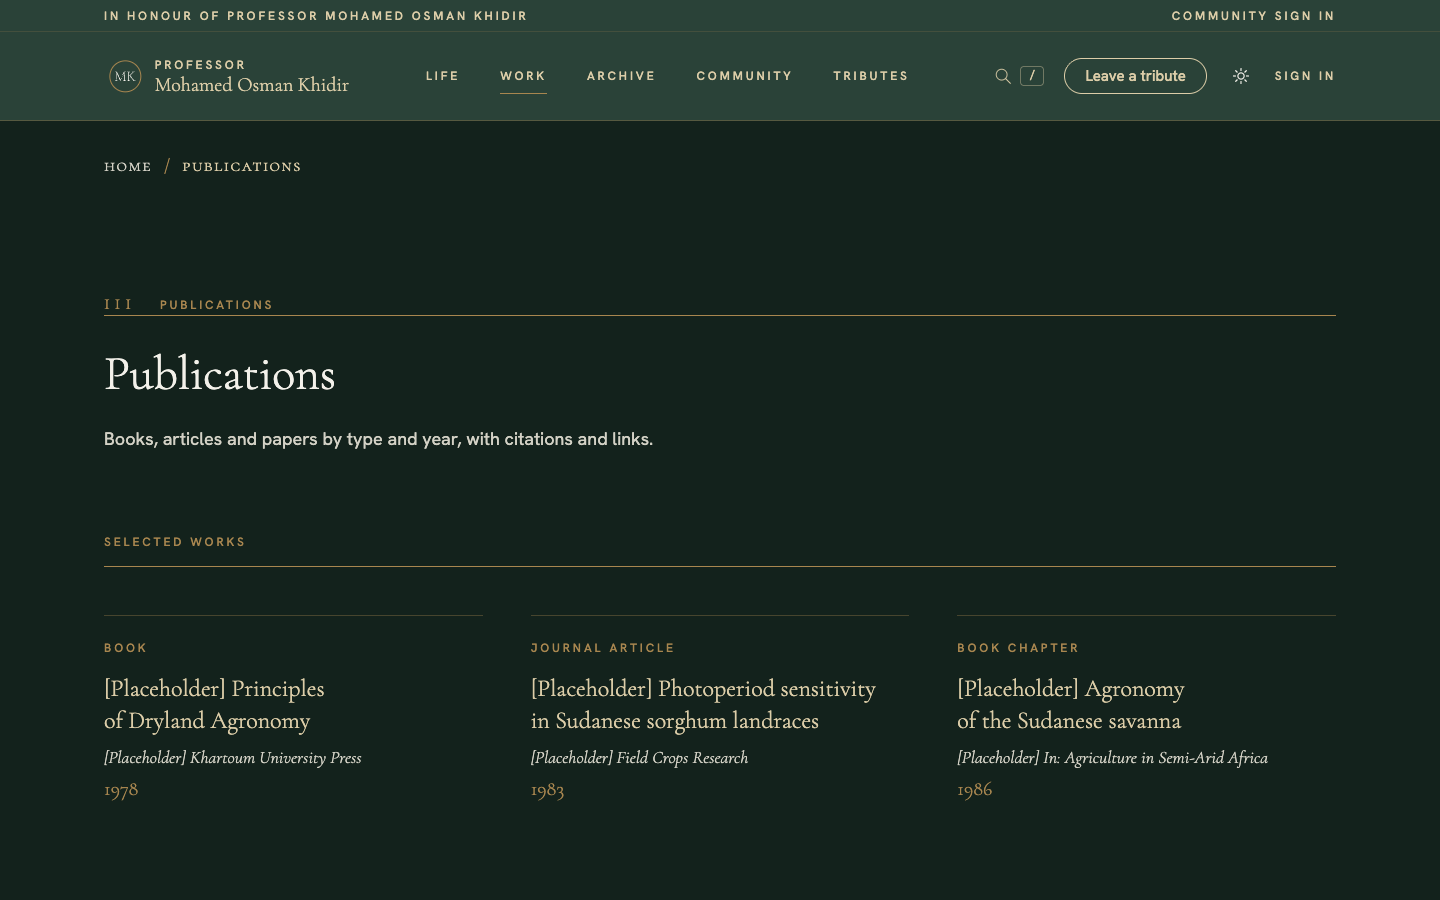 IN HONOUR OF PROFESSOR MOHAMED OSMAN KHIDIR
COMMUNITY SIGN IN
MK
PROFESSOR
Mohamed Osman Khidir
LIFE
WORK
ARCHIVE
COMMUNITY
TRIBUTES
/
Leave a tribute
SIGN IN
HOME / PUBLICATIONS
III PUBLICATIONS
Publications
Books, articles and papers by type and year, with citations and links.
SELECTED WORKS
BOOK
[Placeholder] Principles
of Dryland Agronomy
[Placeholder] Khartoum University Press
1978
JOURNAL ARTICLE
[Placeholder] Photoperiod sensitivity
in Sudanese sorghum landraces
[Placeholder] Field Crops Research
1983
BOOK CHAPTER
[Placeholder] Agronomy
of the Sudanese savanna
[Placeholder] In: Agriculture in Semi-Arid Africa
1986